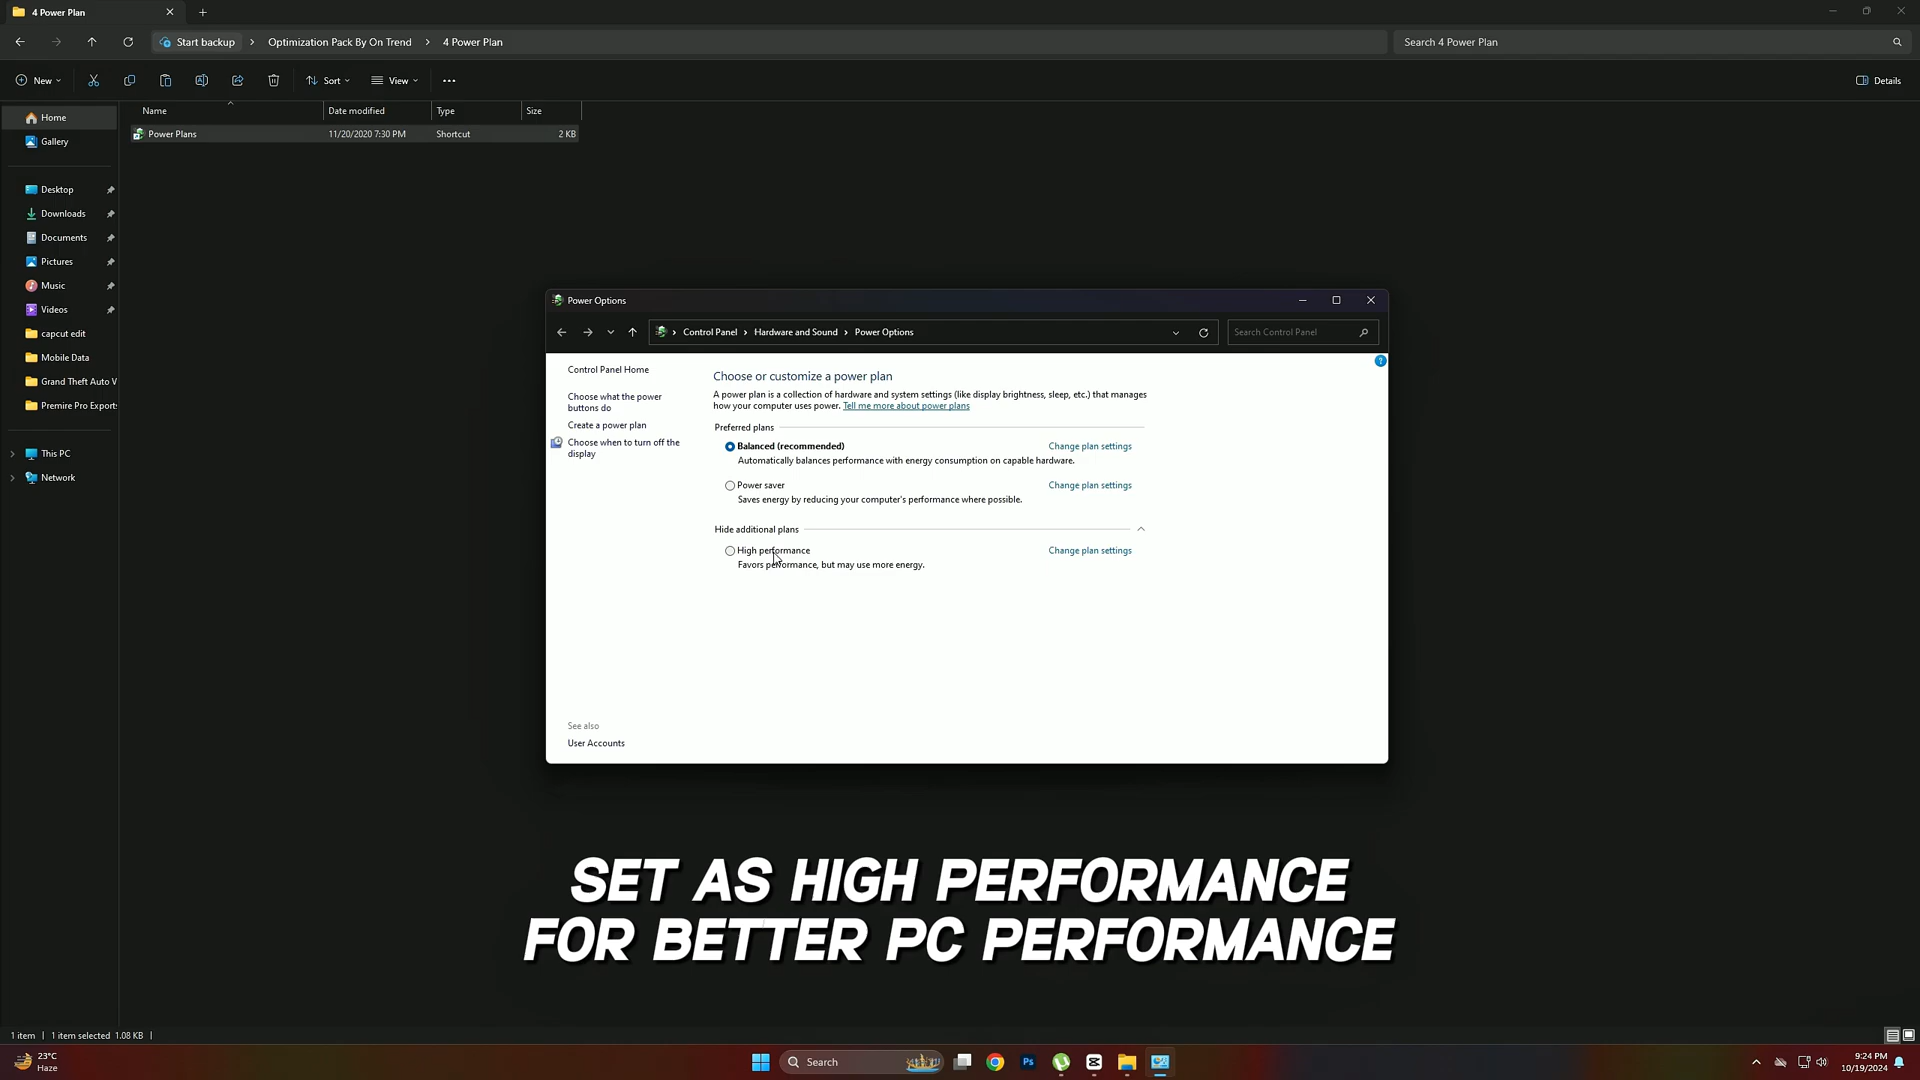 4 Power Plan
Start backup
Optimization Pack By On Trend
4 Power Plan
Search 4 Power Plan
New
Sort
View
Details
Name
Date modified
Type
Size
Power Plans
11/20/2020 7:30 PM
Shortcut
2 KB
Home
Gallery
Desktop
Downloads
Documents
Pictures
Music
Videos
capcut edit
Mobile Data
Grand Theft Auto V
Premire Pro Exports
This PC
Network
Power Options
Control Panel
Hardware and Sound
Power Options
Search Control Panel
Control Panel Home
Choose what the power
buttons do
Create a power plan
Choose when to turn off the
display
See also
User Accounts
Choose or customize a power plan
A power plan is a collection of hardware and system settings (like display brightness, sleep, etc.) that manages
how your computer uses power. Tell me more about power plans
Preferred plans
Balanced (recommended)
Change plan settings
Automatically balances performance with energy consumption on capable hardware.
Power saver
Change plan settings
Saves energy by reducing your computer's performance where possible.
Hide additional plans
High performance
Change plan settings
Favors performance, but may use more energy.
SET AS HIGH PERFORMANCE
FOR BETTER PC PERFORMANCE
1 item
1 item selected 1.08 KB
23°C
Haze
Search
Ps
9:24 PM
10/19/2024